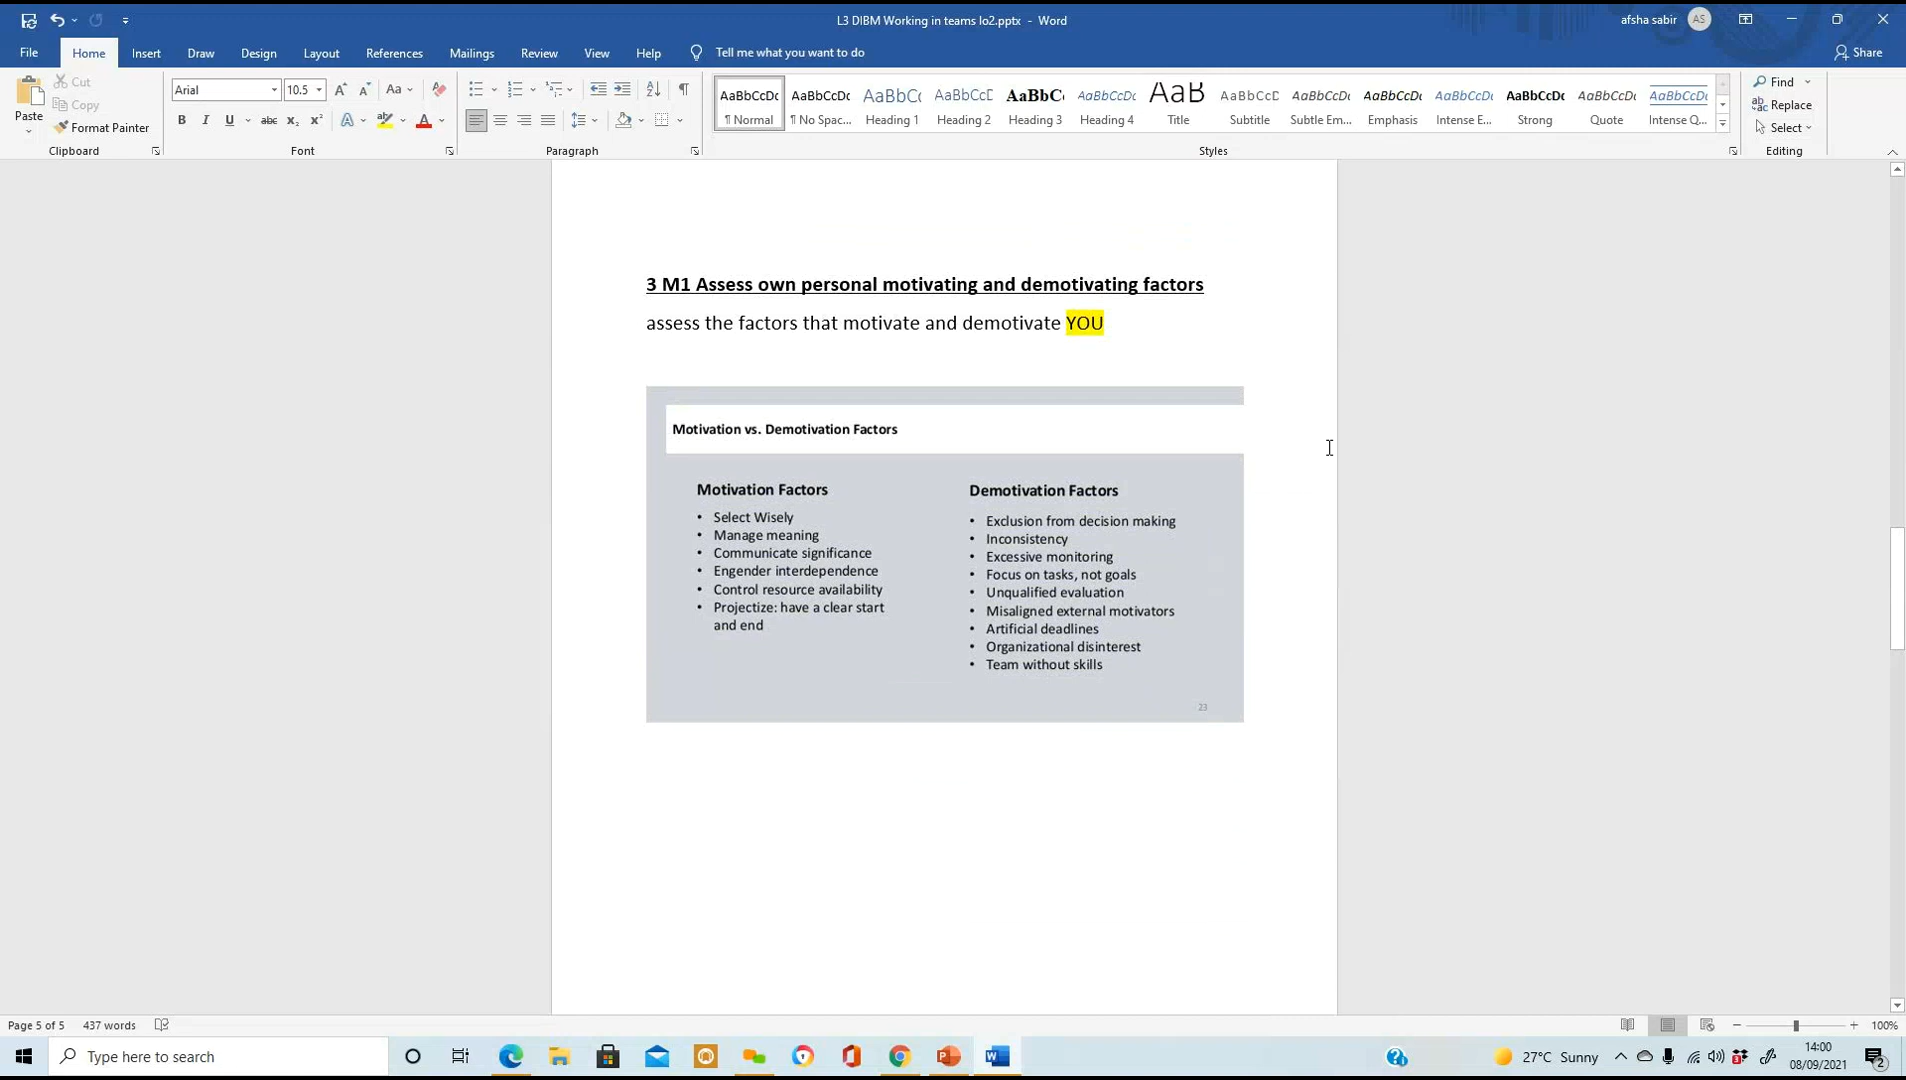 L3 DIBM Working in teams lo2.pptx - Word
afsha sabir
AS
File Home Insert Draw Design Layout References Mailings Review View Help Tell me what you want to do
Share
Paste
Cut
Copy
Format Painter
Clipboard
Arial 10.5
Font
Paragraph
AaBbCcDc ¶ Normal
AaBbCcDc ¶ No Spac...
AaBbCc Heading 1
AaBbCcD Heading 2
AaBbC Heading 3
AaBbCcDc Heading 4
AaB Title
AaBbCcD Subtitle
AaBbCcDc Subtle Em...
AaBbCcDc Emphasis
AaBbCcDc Intense E...
AaBbCcDc Strong
AaBbCcDc Quote
AaBbCcDc Intense Q...
Styles
Find
Replace
Select
Editing
3 M1 Assess own personal motivating and demotivating factors
assess the factors that motivate and demotivate YOU
Motivation vs. Demotivation Factors
Motivation Factors
• Select Wisely
• Manage meaning
• Communicate significance
• Engender interdependence
• Control resource availability
• Projectize: have a clear start
and end
Demotivation Factors
• Exclusion from decision making
• Inconsistency
• Excessive monitoring
• Focus on tasks, not goals
• Unqualified evaluation
• Misaligned external motivators
• Artificial deadlines
• Organizational disinterest
• Team without skills
23
Page 5 of 5 437 words
100%
Type here to search
27°C Sunny
14:00
08/09/2021
2